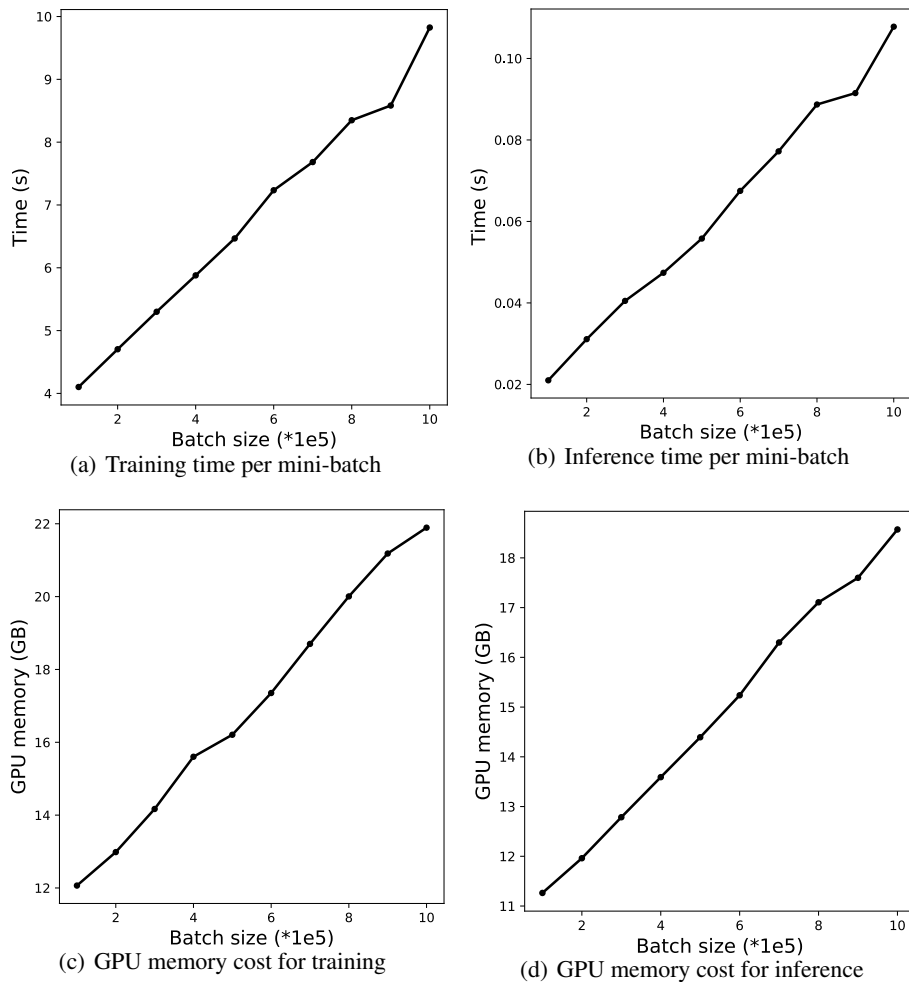 10
9
8
7
6
5
4
Time (s)
2 4 6 8 10
Batch size (*1e5)
(a) Training time per mini-batch
0.10
0.08
0.06
0.04
0.02
Time (s)
2 4 6 8 10
Batch size (*1e5)
(b) Inference time per mini-batch
22
20
18
16
14
12
GPU memory (GB)
2 4 6 8 10
Batch size (*1e5)
(c) GPU memory cost for training
18
17
16
15
14
13
12
11
GPU memory (GB)
2 4 6 8 10
Batch size (*1e5)
(d) GPU memory cost for inference